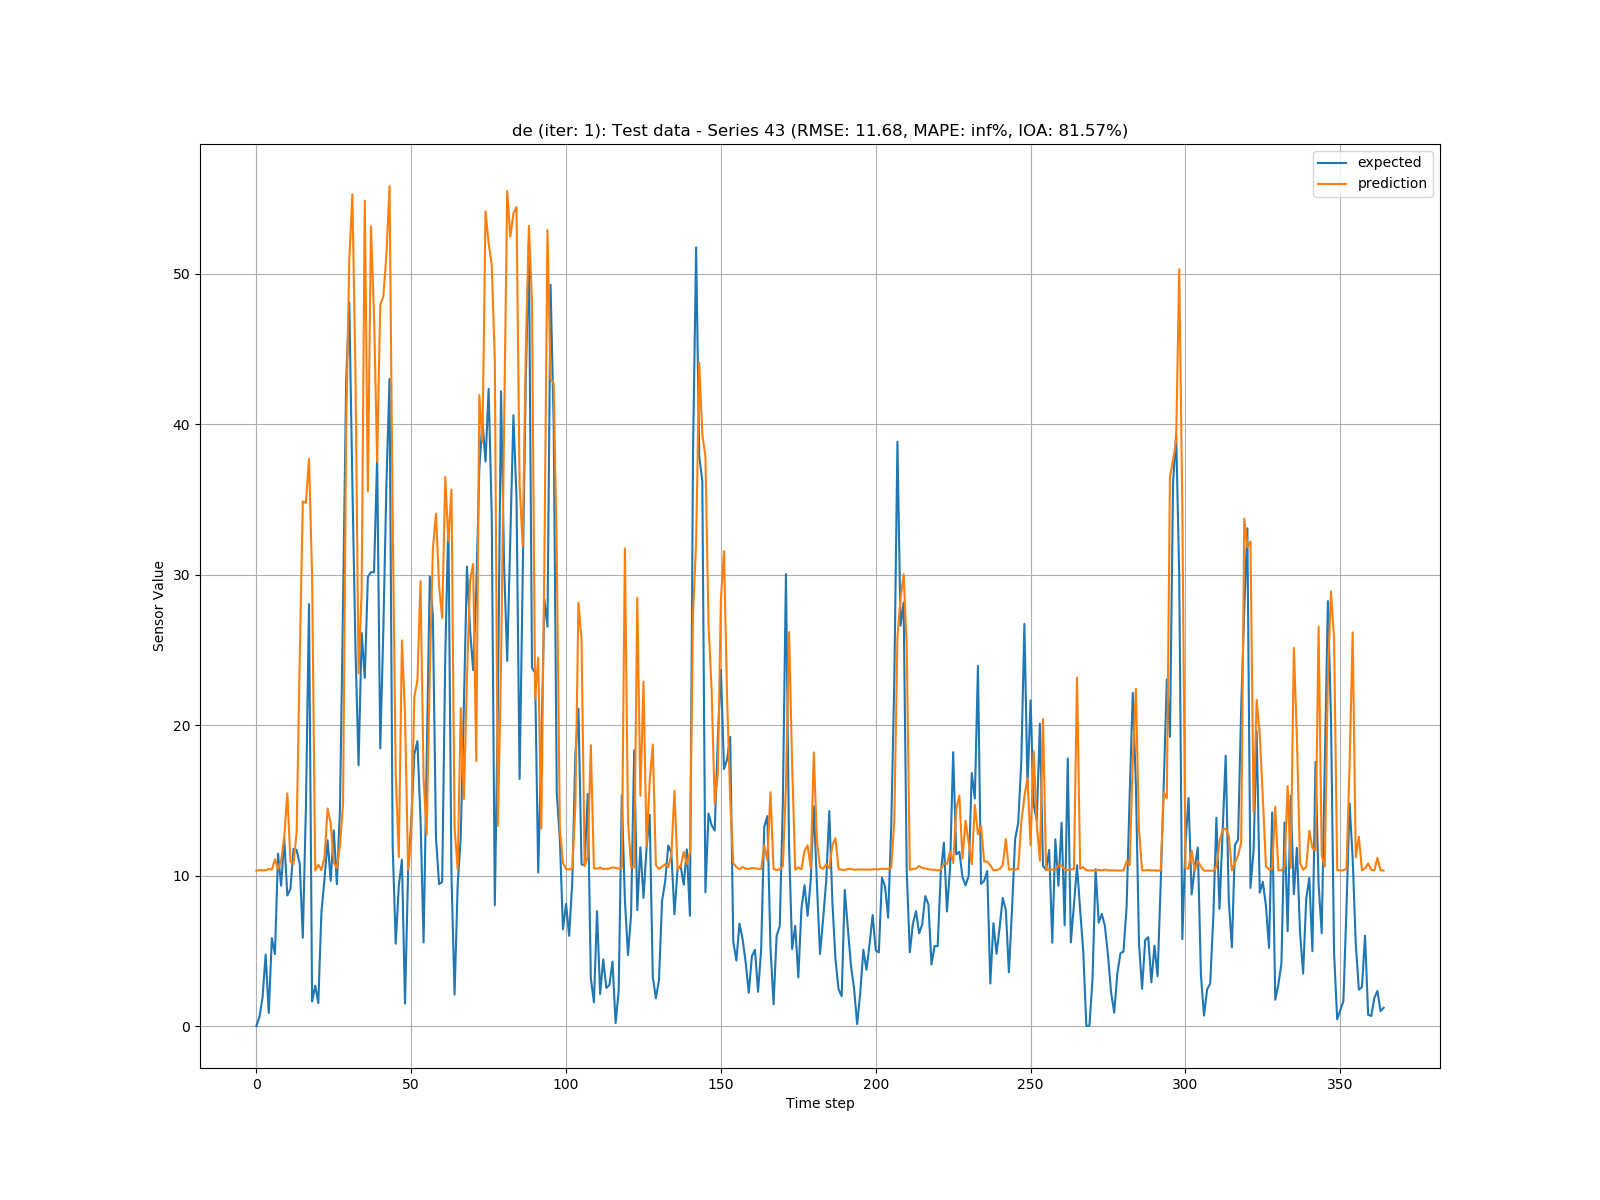 de (iter: 1): Test data - Series 43 (RMSE: 11.68, MAPE: inf%, IOA: 81.57%)
expected
prediction
Sensor Value
50
40
30
20
10
0
0 50 100 150 200 250 300 350
Time step